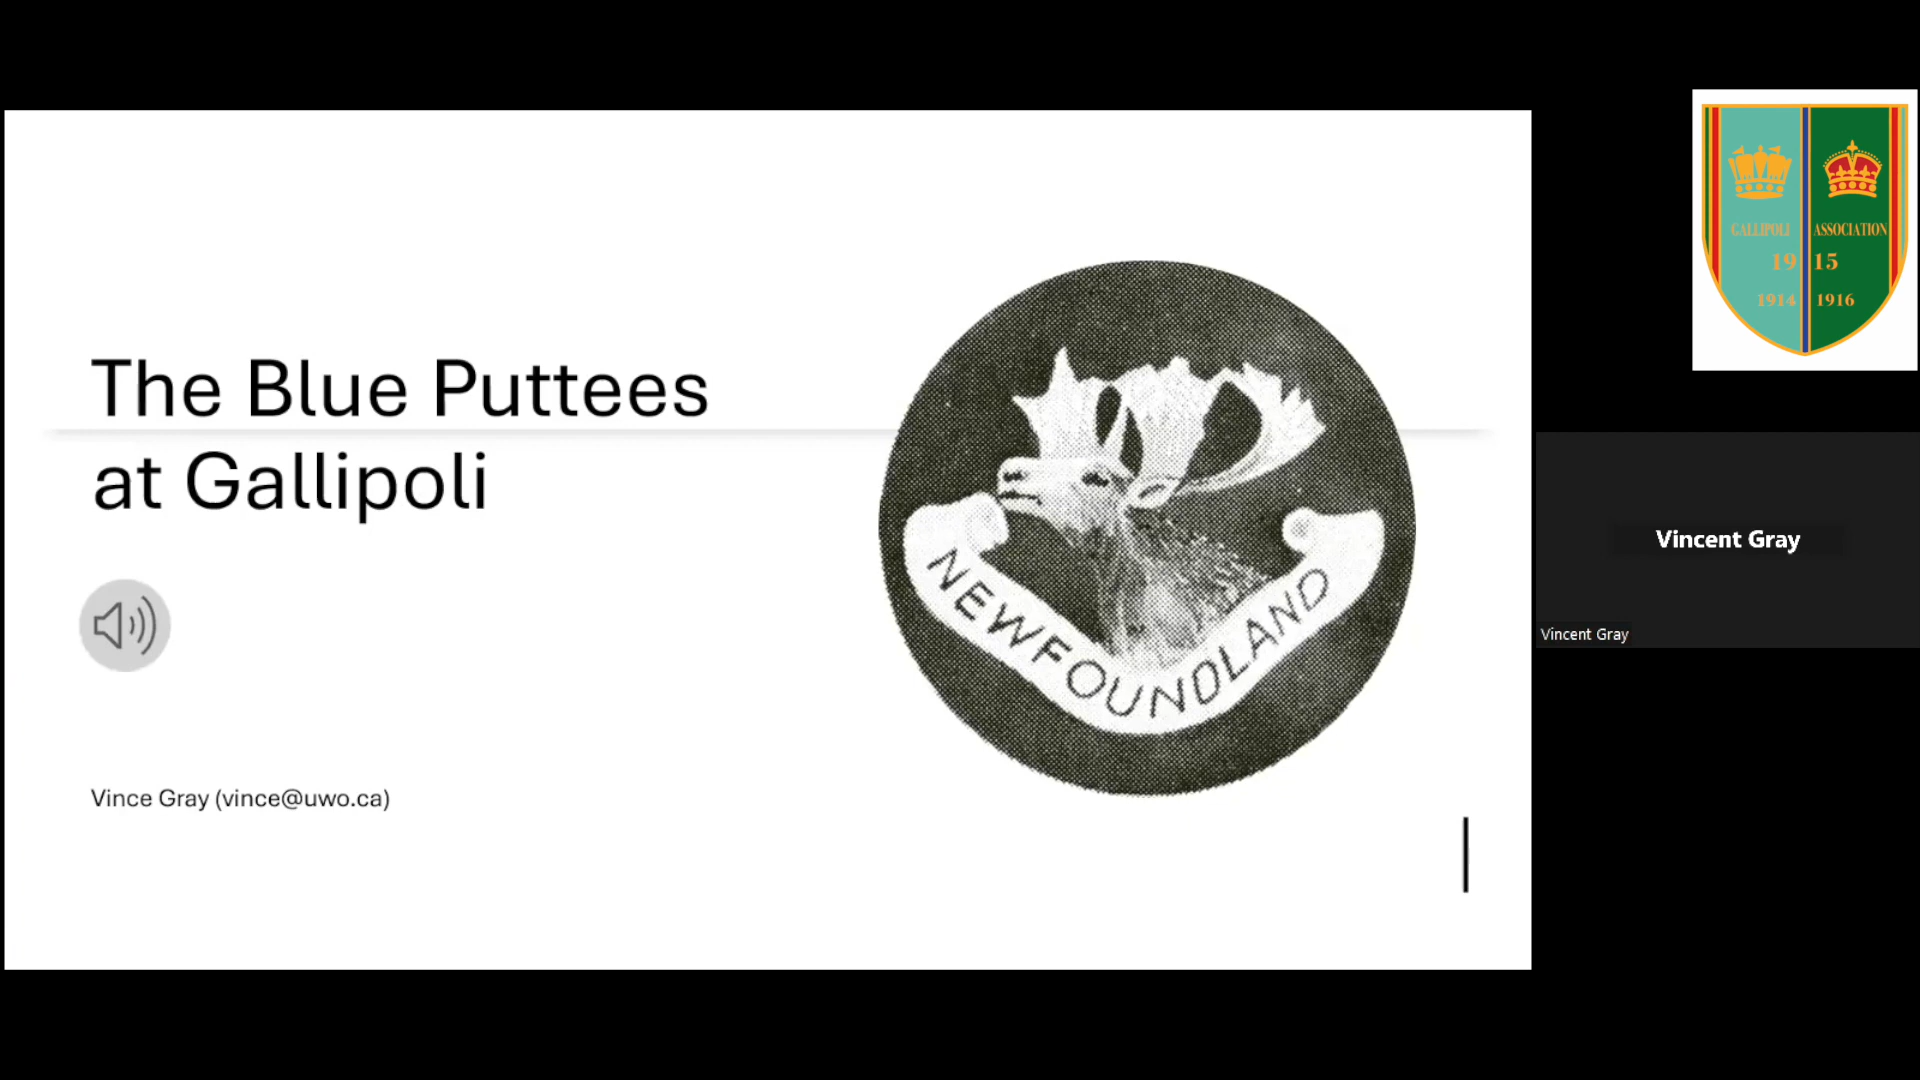 The Blue Puttees
at Gallipoli
Vince Gray (vince@uwo.ca)
NEWFOUNDLAND
GALLIPOLI ASSOCIATION
19 15
1914 1916
Vincent Gray
Vincent Gray